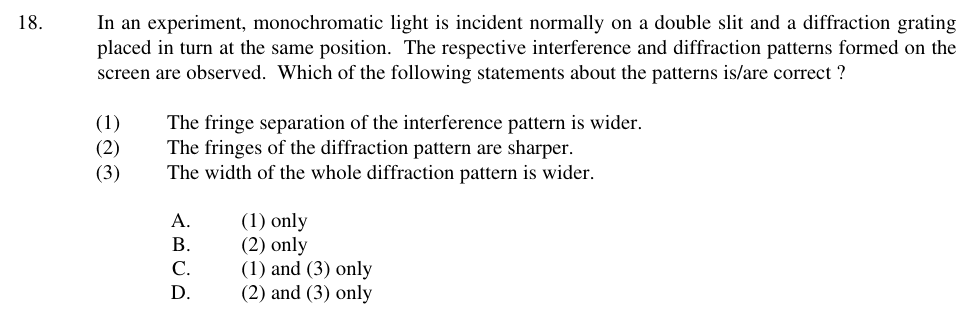 18. In an experiment, monochromatic light is incident normally on a double slit and a diffraction grating
placed in turn at the same position. The respective interference and diffraction patterns formed on the
screen are observed. Which of the following statements about the patterns is/are correct ?
(1) The fringe separation of the interference pattern is wider.
(2) The fringes of the diffraction pattern are sharper.
(3) The width of the whole diffraction pattern is wider.
A. (1) only
B. (2) only
C. (1) and (3) only
D. (2) and (3) only